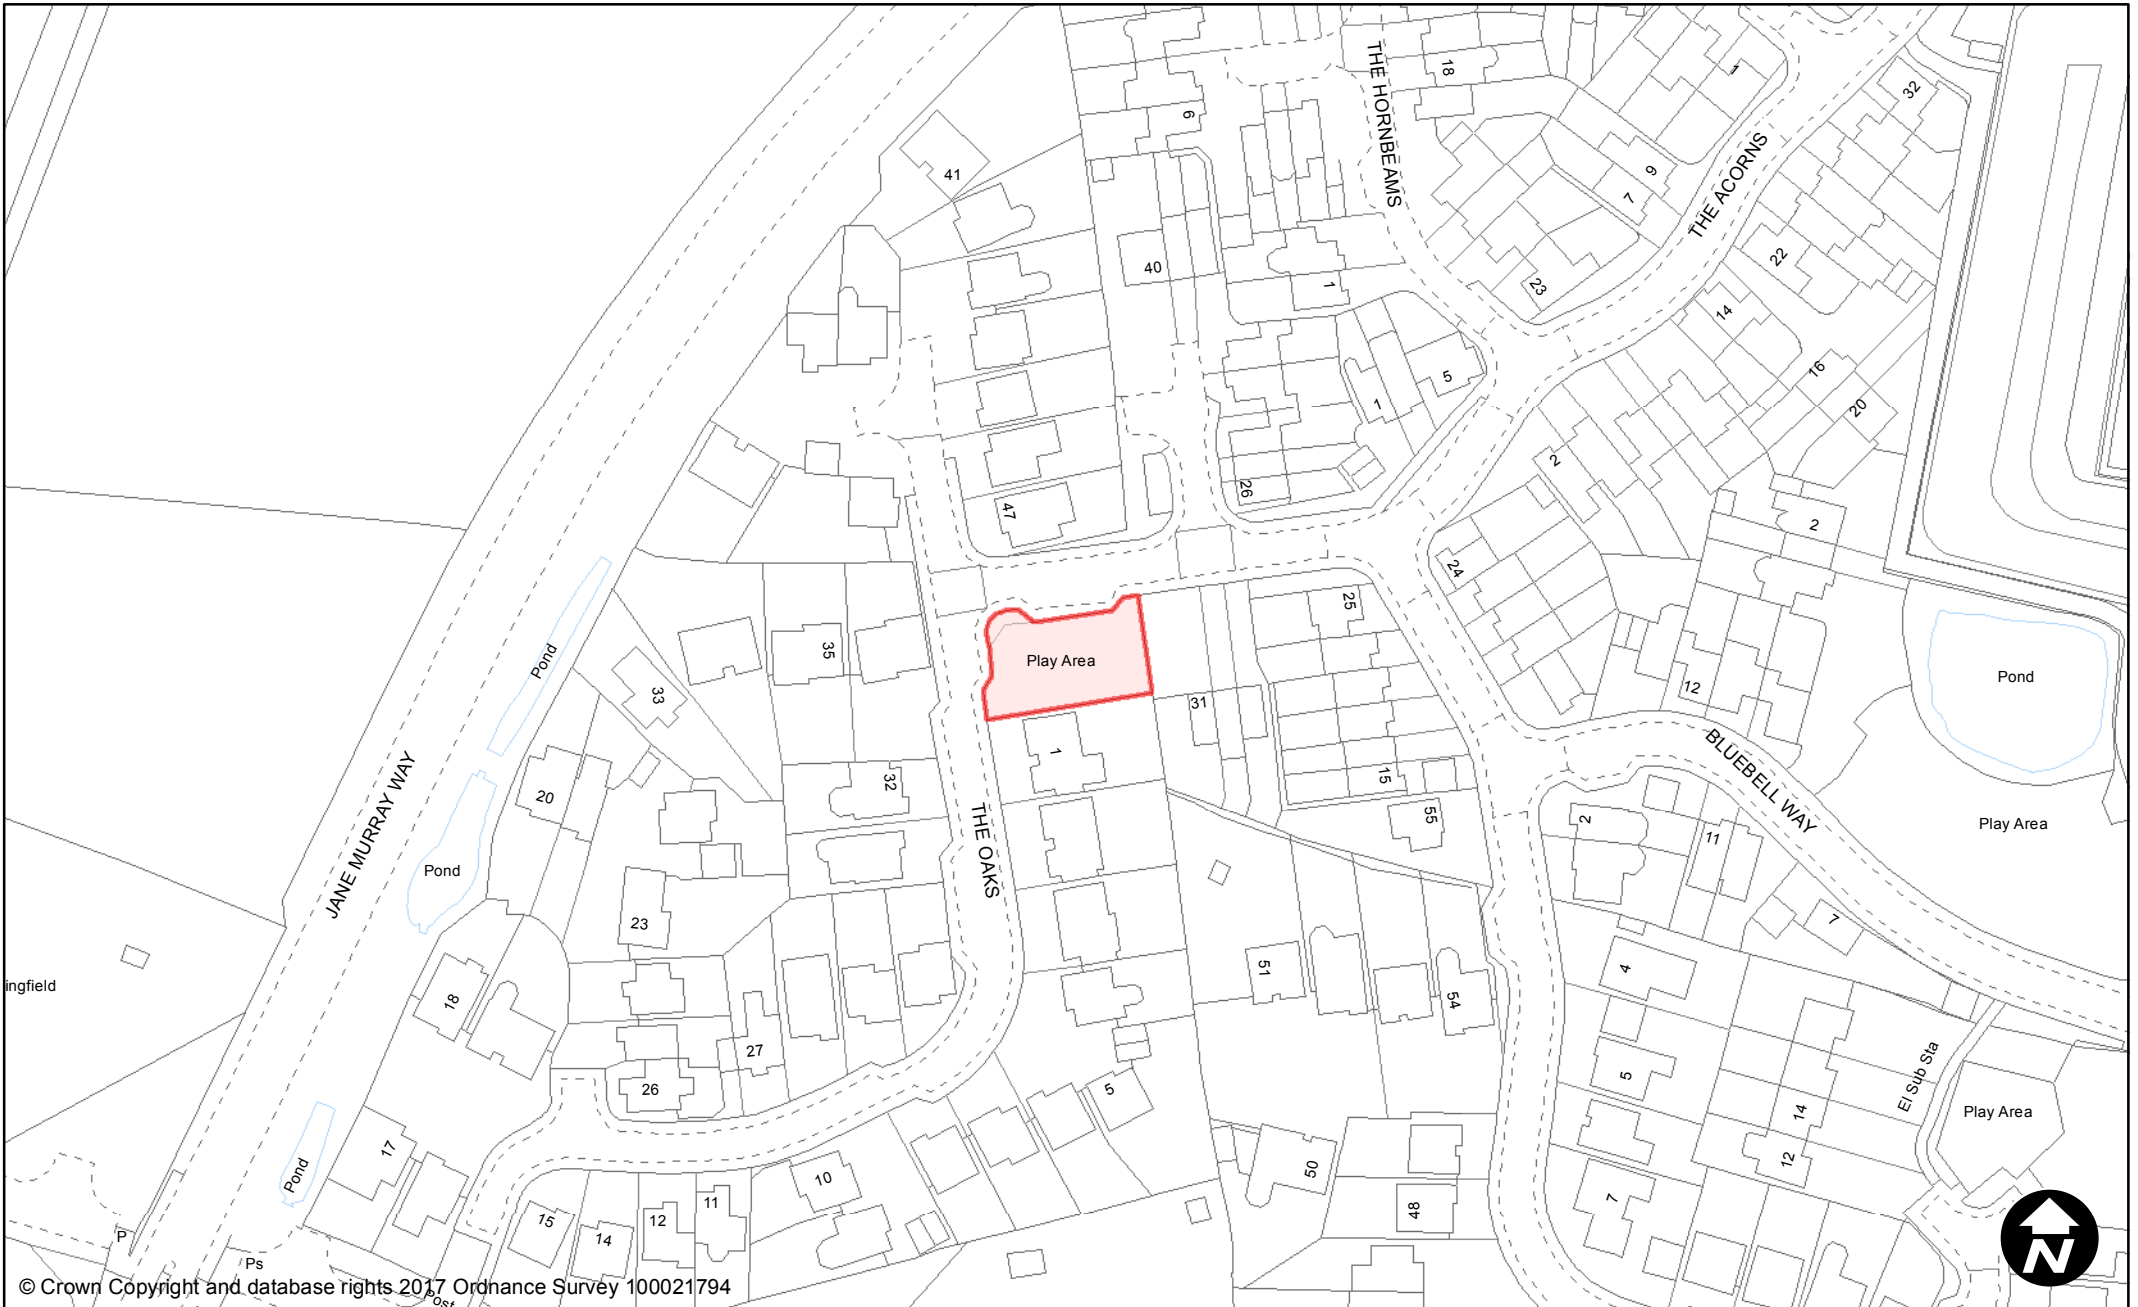 THE HORNBEAMS
18
1
32
6
9
7
THE ACORNS
41
40
1
23
22
14
5
1
16
20
2
26
47
2
24
25
Pond
35
33
Play Area
31
12
Pond
1
32
15
BLUEBELL WAY
JANE MURRAY WAY
20
THE OAKS
55
2
11
Play Area
Pond
23
7
51
4
54
ingfield
18
27
26
5
5
El Sub Sta
Play Area
14
17
10
50
12
Pond
11
15
12
14
48
7
P
Ps
Post
© Crown Copyright and database rights 2017 Ordnance Survey 100021794
N